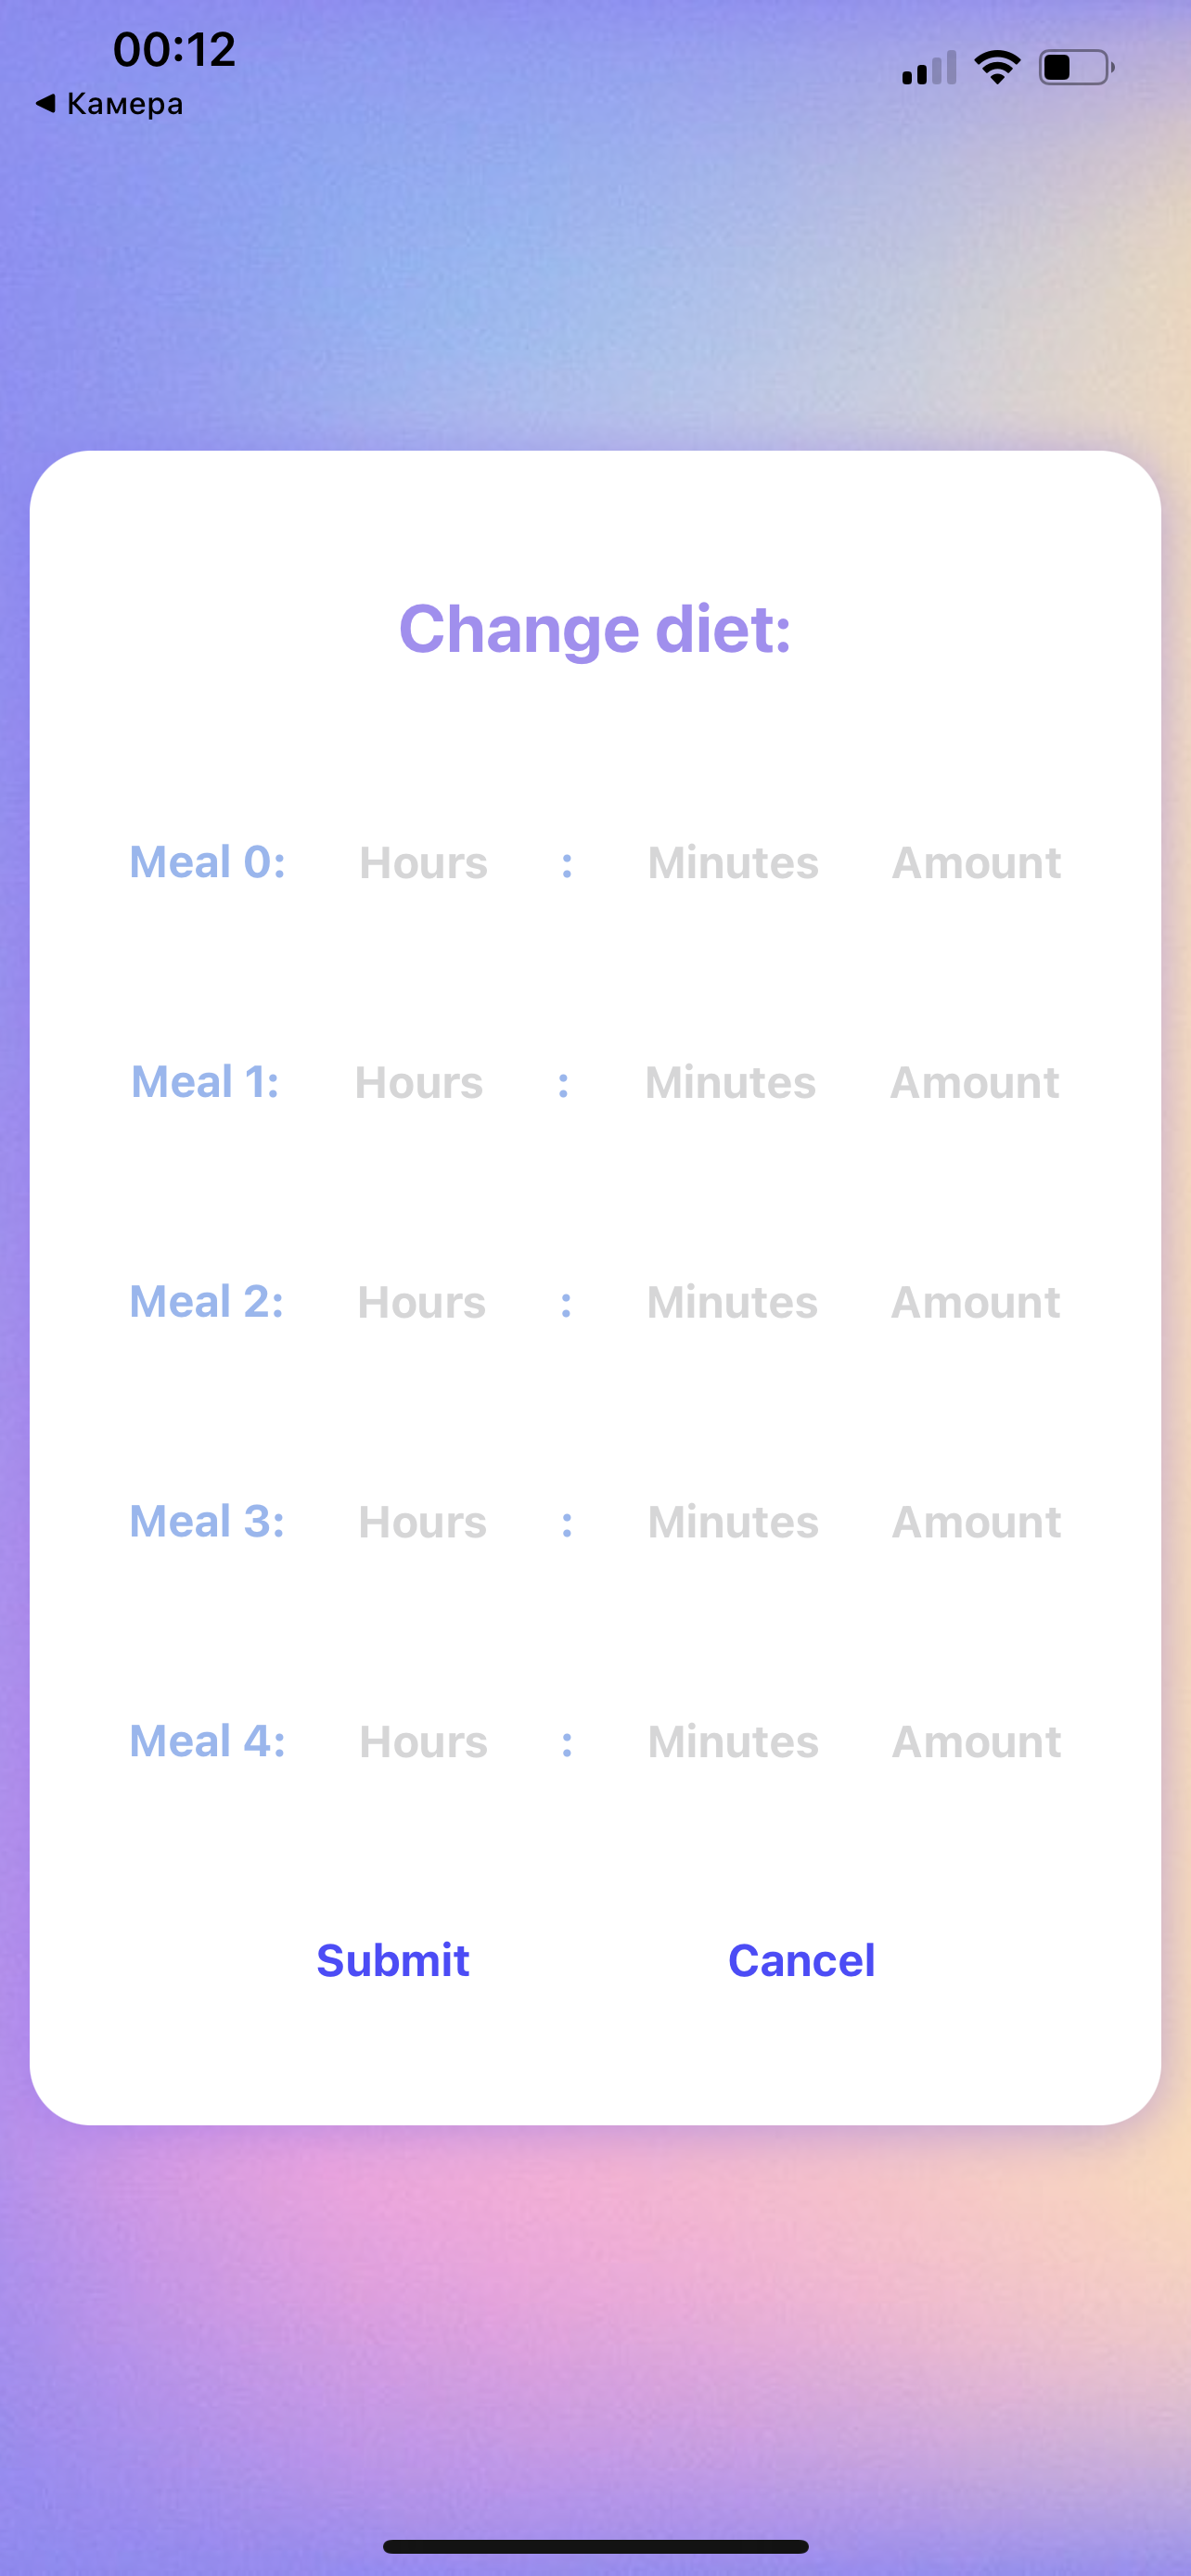 00:12
Камера
Change diet:
Meal 0: Hours : Minutes Amount
Meal 1: Hours : Minutes Amount
Meal 2: Hours : Minutes Amount
Meal 3: Hours : Minutes Amount
Meal 4: Hours : Minutes Amount
Submit Cancel